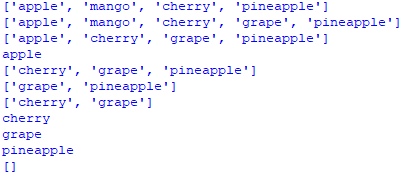 ['apple', 'mango', 'cherry', 'pineapple']
['apple', 'mango', 'cherry', 'grape', 'pineapple']
['apple', 'cherry', 'grape', 'pineapple']
apple
['cherry', 'grape', 'pineapple']
['grape', 'pineapple']
['cherry', 'grape']
cherry
grape
pineapple
[]